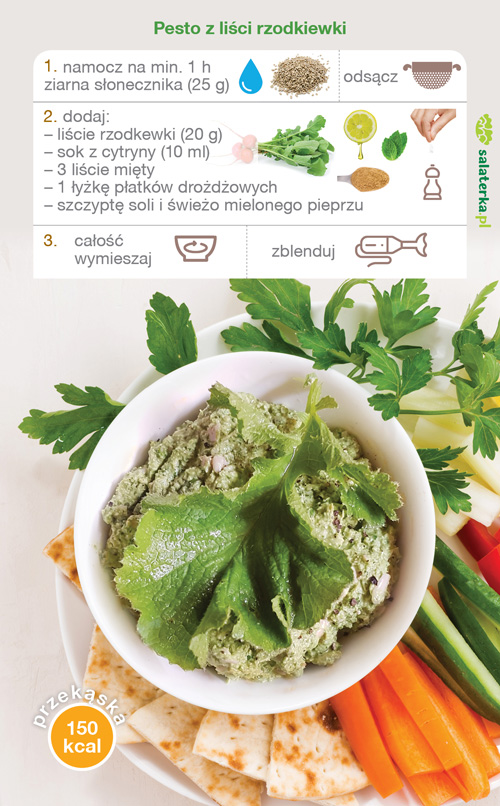 Pesto z liści rzodkiewki
1. namocz na min. 1 h
ziarna słonecznika (25 g)
odsącz
2. dodaj:
– liście rzodkewki (20 g)
– sok z cytryny (10 ml)
– 3 liście mięty
– 1 łyżkę płatków drożdżowych
– szczyptę soli i świeżo mielonego pieprzu
salaterka.pl
3. całość
wymieszaj
zblenduj
przekąska
150
kcal